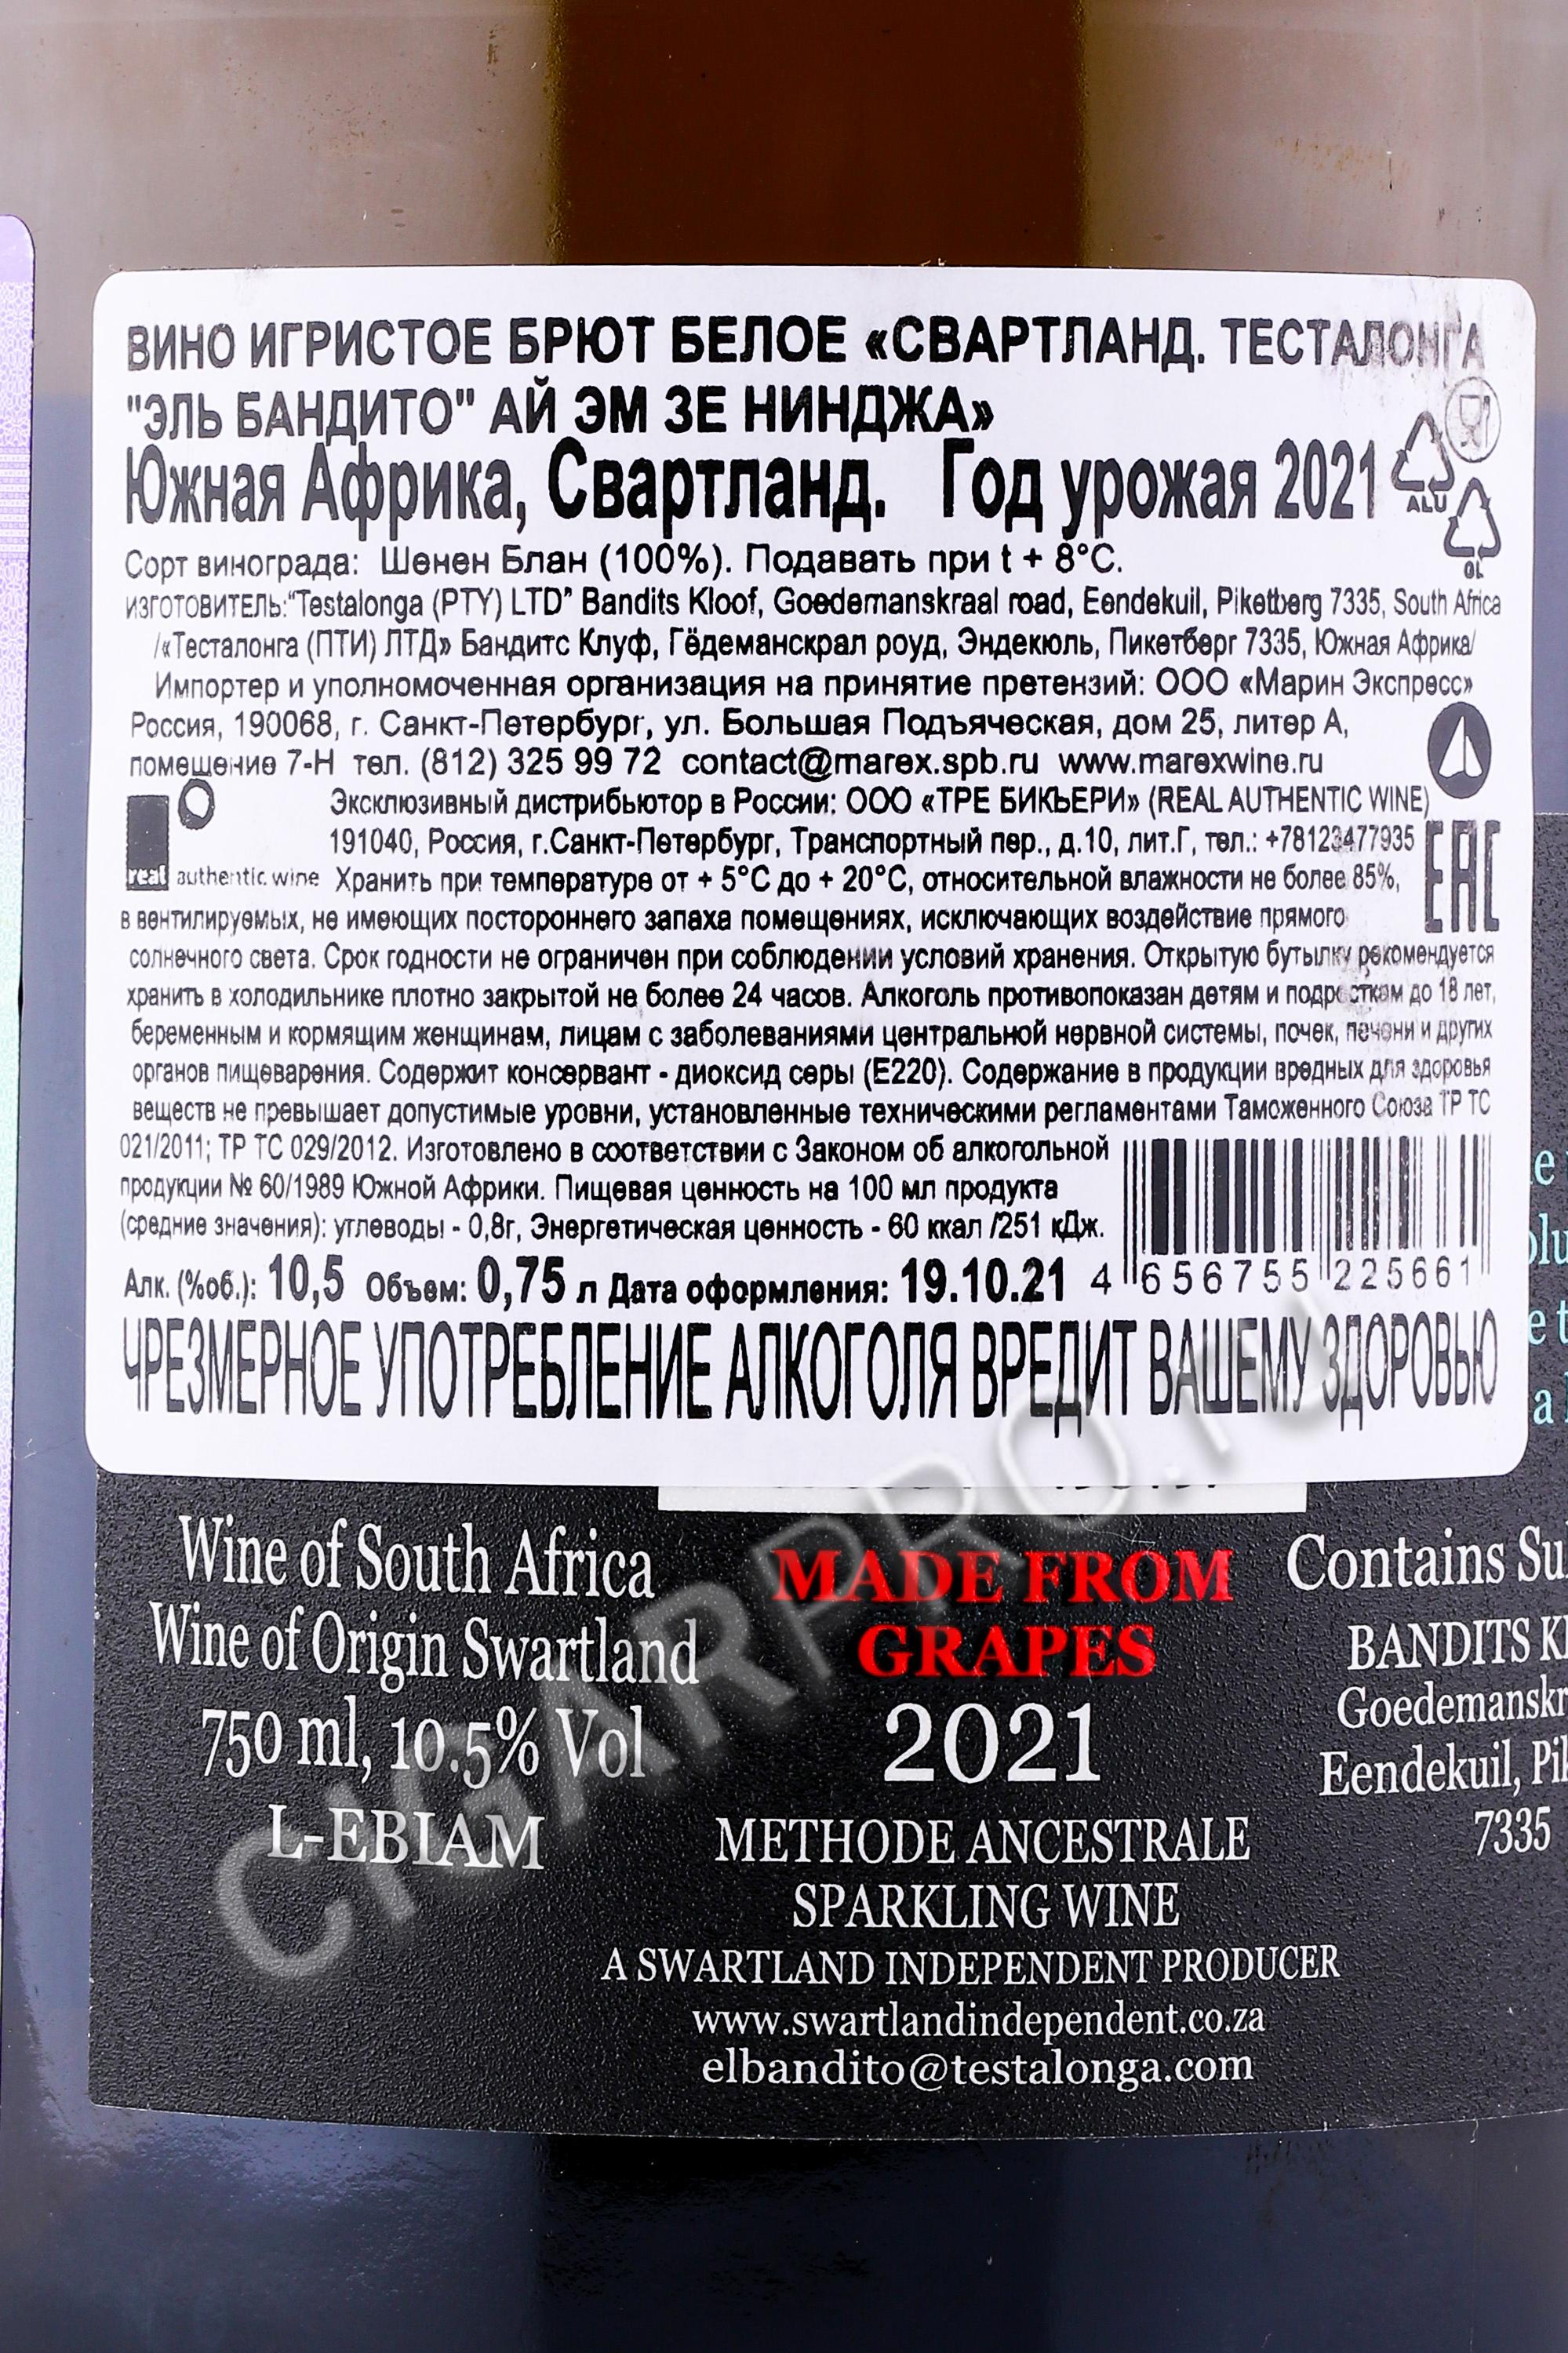 ВИНО ИГРИСТОЕ БРЮТ БЕЛОЕ «СВАРТЛАНД. ТЕСТАЛОНГА
"ЭЛЬ БАНДИТО" АЙ ЭМ ЗЕ НИНДЖА»
Южная Африка, Свартланд. Год урожая 2021
ALU
GL
Сорт винограда: Шенен Блан (100%). Подавать при t + 8°C.
ИЗГОТОВИТЕЛЬ:"Testalonga (PTY) LTD" Bandits Kloof, Goedemanskraal road, Eendekuil, Piketberg 7335, South Africa
/«Тесталонга (ПТИ) ЛТД» Бандитс Клуф, Гёдеманскрал роуд, Эндекюль, Пикетберг 7335, Южная Африка/
Импортер и уполномоченная организация на принятие претензий: ООО «Марин Экспресс»
Россия, 190068, г. Санкт-Петербург, ул. Большая Подъяческая, дом 25, литер А,
помещение 7-Н тел. (812) 325 99 72 contact@marex.spb.ru www.marexwine.ru
Эксклюзивный дистрибьютор в России: ООО «ТРЕ БИКЬЕРИ» (REAL AUTHENTIC WINE)
191040, Россия, г.Санкт-Петербург, Транспортный пер., д.10, лит.Г, тел.: +78123477935
EAC
real authentic wine
Хранить при температуре от + 5°C до + 20°C, относительной влажности не более 85%,
в вентилируемых, не имеющих постороннего запаха помещениях, исключающих воздействие прямого
солнечного света. Срок годности не ограничен при соблюдении условий хранения. Открытую бутылку рекомендуется
хранить в холодильнике плотно закрытой не более 24 часов. Алкоголь противопоказан детям и подросткам до 18 лет,
беременным и кормящим женщинам, лицам с заболеваниями центральной нервной системы, почек, печени и других
органов пищеварения. Содержит консервант - диоксид серы (Е220). Содержание в продукции вредных для здоровья
веществ не превышает допустимые уровни, установленные техническими регламентами Таможенного Союза ТР ТС
021/2011; ТР ТС 029/2012. Изготовлено в соответствии с Законом об алкогольной
продукции № 60/1989 Южной Африки. Пищевая ценность на 100 мл продукта
(средние значения): углеводы - 0,8г, Энергетическая ценность - 60 ккал /251 кДж.
Алк. (%об.): 10,5 Объем: 0,75 л Дата оформления: 19.10.21
4 656755 225661
ЧРЕЗМЕРНОЕ УПОТРЕБЛЕНИЕ АЛКОГОЛЯ ВРЕДИТ ВАШЕМУ ЗДОРОВЬЮ
Wine of South Africa
Wine of Origin Swartland
750 ml, 10.5% Vol
L-EBIAM
MADE FROM
GRAPES
2021
METHODE ANCESTRALE
SPARKLING WINE
A SWARTLAND INDEPENDENT PRODUCER
www.swartlandindependent.co.za
elbandito@testalonga.com
Contains Su
BANDITS Kl
Goedemanskr
Eendekuil, Pik
7335
CIGARPRO.ru